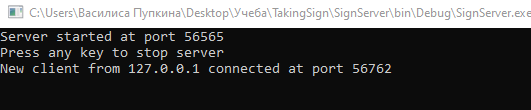 C:\Users\Василиса Пупкина\Desktop\Учеба\TakingSign\SignServer\bin\Debug\SignServer.exe
Server started at port 56565
Press any key to stop server
New client from 127.0.0.1 connected at port 56762